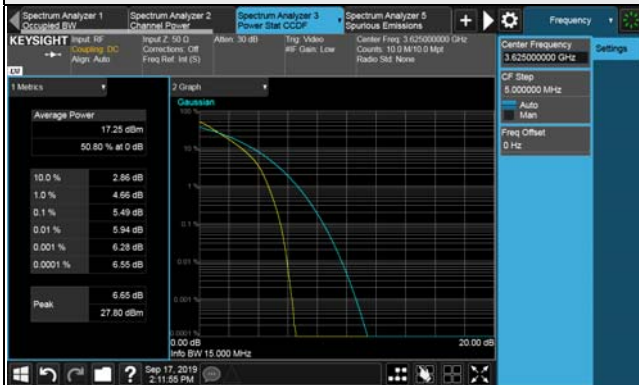 Spectrum Analyzer 1
Occupied BW
Spectrum Analyzer 2
Channel Power
Spectrum Analyzer 3
Power Stat CCDF
Spectrum Analyzer 5
Spurious Emissions
Frequency
KEYSIGHT
Input: RF
Coupling: DC
Align: Auto
Input Z: 50 Ω
Corrections: Off
Freq Ref: Int (S)
Atten: 30 dB
Trig: Video
#IF Gain: Low
Center Freq: 3.625000000 GHz
Counts: 10.0 M/10.0 Mpt
Radio Std: None
Center Frequency
3.625000000 GHz
Settings
CF Step
5.000000 MHz
Auto
Man
Freq Offset
0 Hz
1 Metrics
Average Power
17.25 dBm
50.80 % at 0 dB
10.0 % 2.86 dB
1.0 % 4.66 dB
0.1 % 5.49 dB
0.01 % 5.94 dB
0.001 % 6.28 dB
0.0001 % 6.55 dB
Peak
6.65 dB
27.80 dBm
2 Graph
Gaussian
100 %
10 %
1 %
0.01 %
0.001 %
0.0001 %
0.00 dB
20.00 dB
Info BW 15.000 MHz
Sep 17, 2019
2:11:55 PM